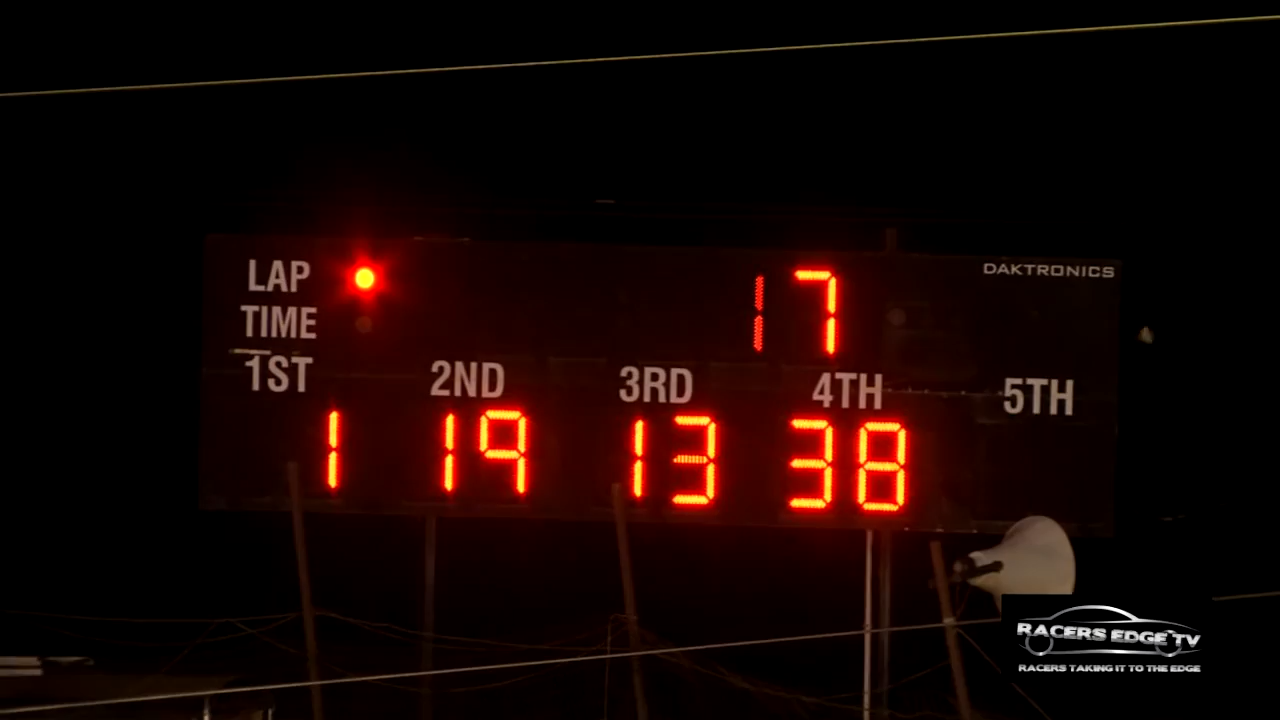 LAP
17
DAKTRONICS
TIME
1ST 2ND 3RD 4TH 5TH
1 19 13 38
RACERS EDGE TV
RACERS TAKING IT TO THE EDGE